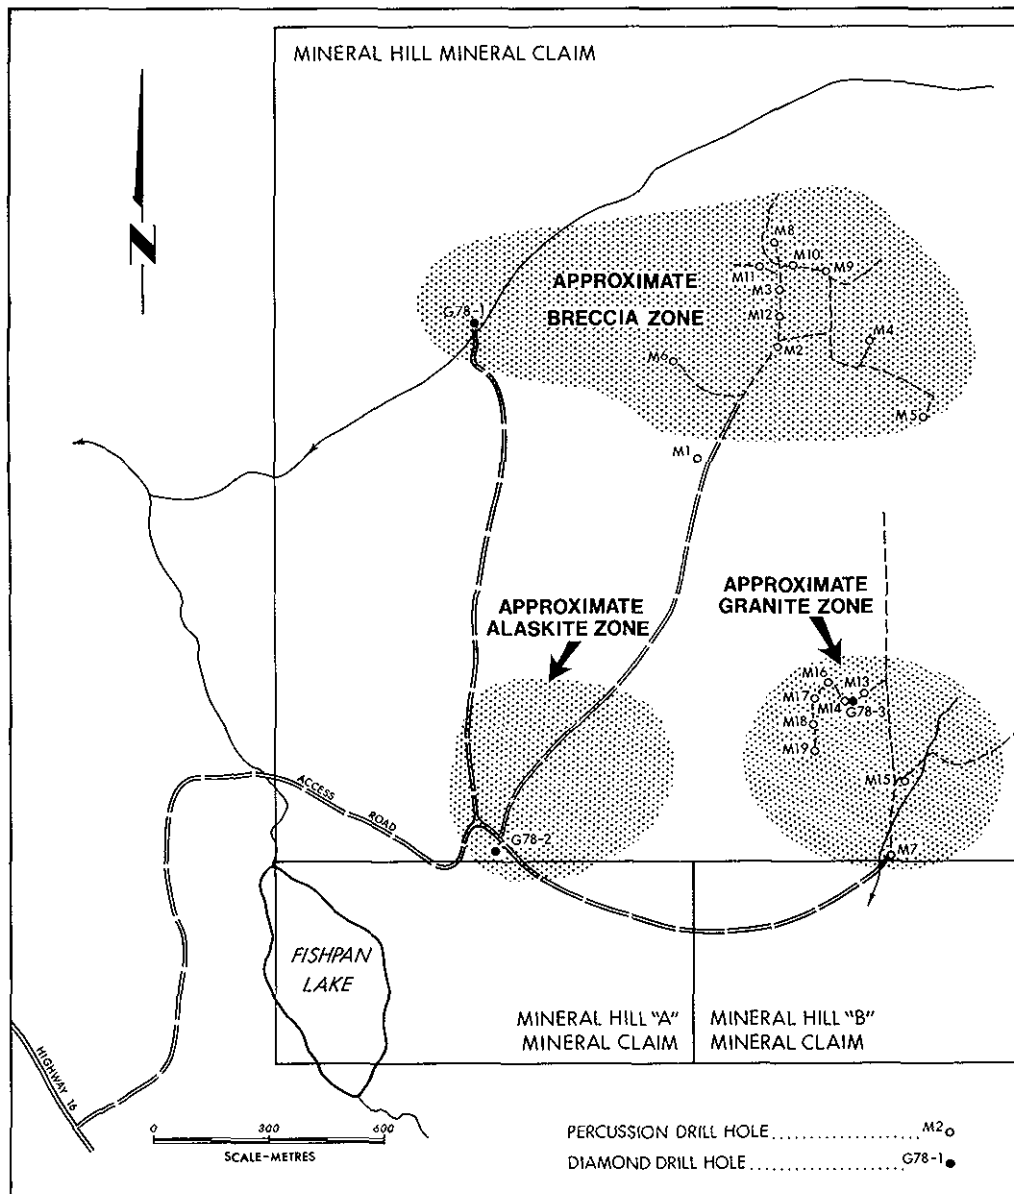 MINERAL HILL MINERAL CLAIM
N
M8
M10
M9
M11
APPROXIMATE
M3
BRECCIA ZONE
G78-1
M12
M4
M2
M6
M5
M1
APPROXIMATE
GRANITE ZONE
APPROXIMATE
ALASKITE ZONE
M16
M13
M17
M14
G78-3
M18
M19
M15
ACCESS
ROAD
G78-2
M7
FISHPAN
LAKE
MINERAL HILL "A"
MINERAL CLAIM
MINERAL HILL "B"
MINERAL CLAIM
HIGHWAY 16
0 300 600
SCALE-METRES
PERCUSSION DRILL HOLE.......................M2
DIAMOND DRILL HOLE.......................G78-1